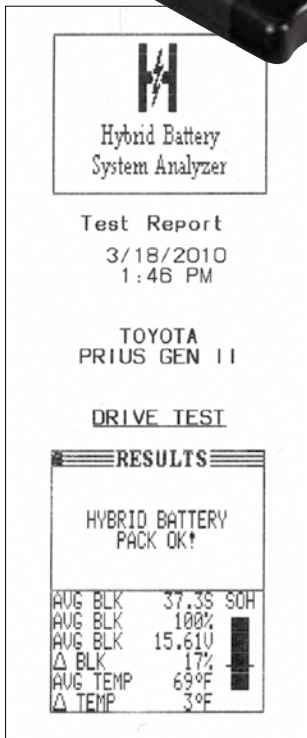 Hybrid Battery
System Analyzer
Test Report
3/18/2010
1:46 PM
TOYOTA
PRIUS GEN II
DRIVE TEST
RESULTS
HYBRID BATTERY
PACK OK!
AVG BLK 37.3S SOH
AVG BLK 100%
AVG BLK 15.61V
Δ BLK 17%
AVG TEMP 69°F
Δ TEMP 3°F